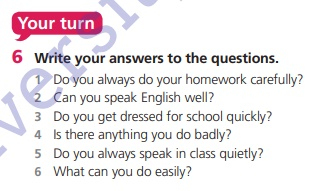 Your turn
6 Write your answers to the questions.
1 Do you always do your homework carefully?
2 Can you speak English well?
3 Do you get dressed for school quickly?
4 Is there anything you do badly?
5 Do you always speak in class quietly?
6 What can you do easily?